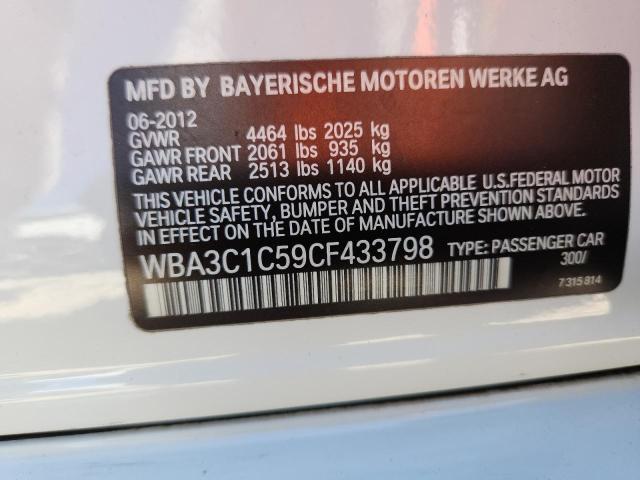 MFD BY BAYERISCHE MOTOREN WERKE AG
06-2012
GVWR 4464 lbs 2025 kg
GAWR FRONT 2061 lbs 935 kg
GAWR REAR 2513 lbs 1140 kg
THIS VEHICLE CONFORMS TO ALL APPLICABLE U.S.FEDERAL MOTOR
VEHICLE SAFETY, BUMPER AND THEFT PREVENTION STANDARDS
IN EFFECT ON THE DATE OF MANUFACTURE SHOWN ABOVE.
WBA3C1C59CF433798 TYPE: PASSENGER CAR
300/
7315814